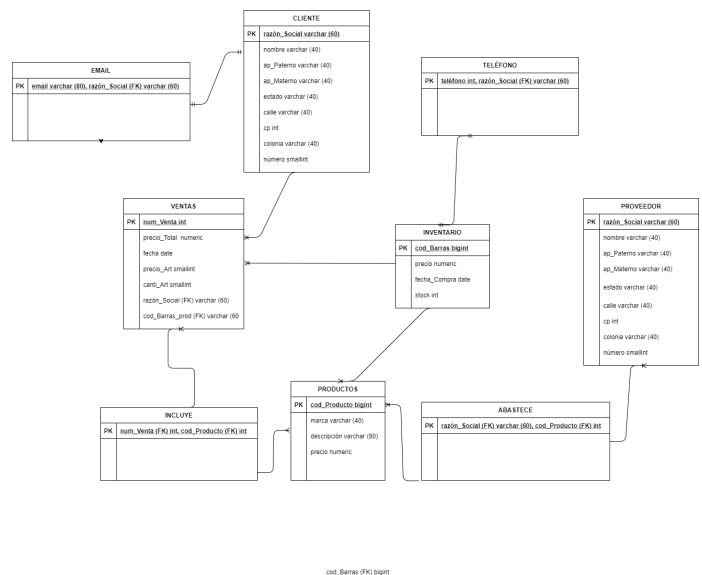 CLIENTE
PK razón_Social varchar (60)
nombre varchar (40)
ap_Paterno varchar (40)
ap_Materno varchar (40)
estado varchar (40)
calle varchar (40)
cp int
colonia varchar (40)
número smallint
EMAIL
PK email varchar (80), razón_Social (FK) varchar (60)
TELÉFONO
PK teléfono int, razón_Social (FK) varchar (60)
VENTAS
PK num_Venta int
precio_Total numeric
fecha date
precio_Art smallint
canti_Art smallint
razón_Social (FK) varchar (60)
cod_Barras_prod (FK) varchar (60
INVENTARIO
PK cod_Barras bigint
precio numeric
fecha_Compra date
stock int
PROVEEDOR
PK razón_Social varchar (60)
nombre varchar (40)
ap_Paterno varchar (40)
ap_Materno varchar (40)
estado varchar (40)
calle varchar (40)
cp int
colonia varchar (40)
número smallint
INCLUYE
PK num_Venta (FK) int, cod_Producto (FK) int
PRODUCTOS
PK cod_Producto bigint
marca varchar (40)
descripción varchar (80)
precio numeric
ABASTECE
PK razón_Social (FK) varchar (60), cod_Producto (FK) int
cod_Barras (FK) bigint